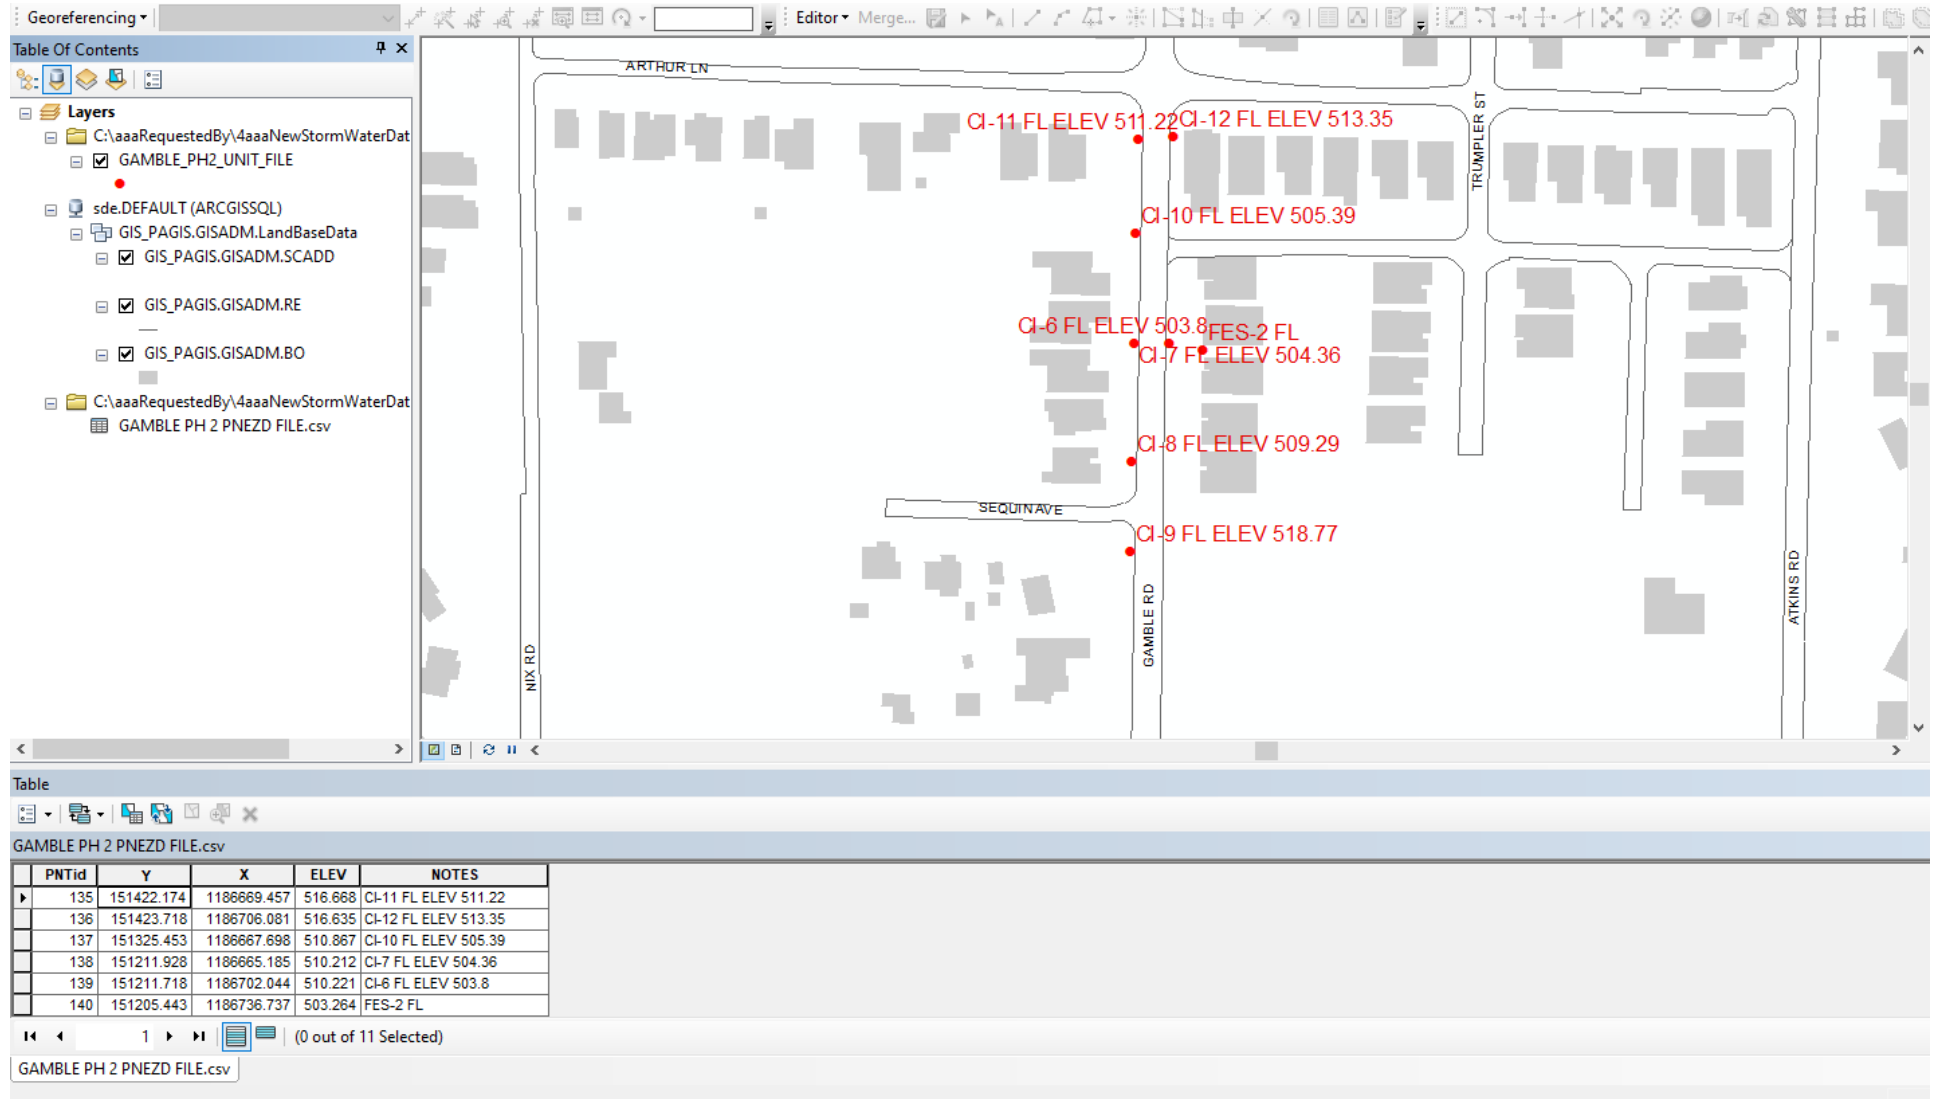 Georeferencing
Editor
Merge...
Table Of Contents
Layers
C:\aaaRequestedBy\4aaaNewStormWaterDat
GAMBLE_PH2_UNIT_FILE
sde.DEFAULT (ARCGISSQL)
GIS_PAGIS.GISADM.LandBaseData
GIS_PAGIS.GISADM.SCADD
GIS_PAGIS.GISADM.RE
GIS_PAGIS.GISADM.BO
C:\aaaRequestedBy\4aaaNewStormWaterDat
GAMBLE PH 2 PNEZD FILE.csv
ARTHUR LN
TRUMPLER ST
CI-11 FL ELEV 511.22
CI-12 FL ELEV 513.35
CI-10 FL ELEV 505.39
CI-6 FL ELEV 503.8
FES-2 FL
CI-7 FL ELEV 504.36
CI-8 FL ELEV 509.29
SEQUIN AVE
CI-9 FL ELEV 518.77
NIX RD
GAMBLE RD
ATKINS RD
Table
GAMBLE PH 2 PNEZD FILE.csv
PNTid Y X ELEV NOTES
135 151422.174 1186669.457 516.668 CI-11 FL ELEV 511.22
136 151423.718 1186706.081 516.635 CI-12 FL ELEV 513.35
137 151325.453 1186667.698 510.867 CI-10 FL ELEV 505.39
138 151211.928 1186665.185 510.212 CI-7 FL ELEV 504.36
139 151211.718 1186702.044 510.221 CI-6 FL ELEV 503.8
140 151205.443 1186736.737 503.264 FES-2 FL
1 (0 out of 11 Selected)
GAMBLE PH 2 PNEZD FILE.csv